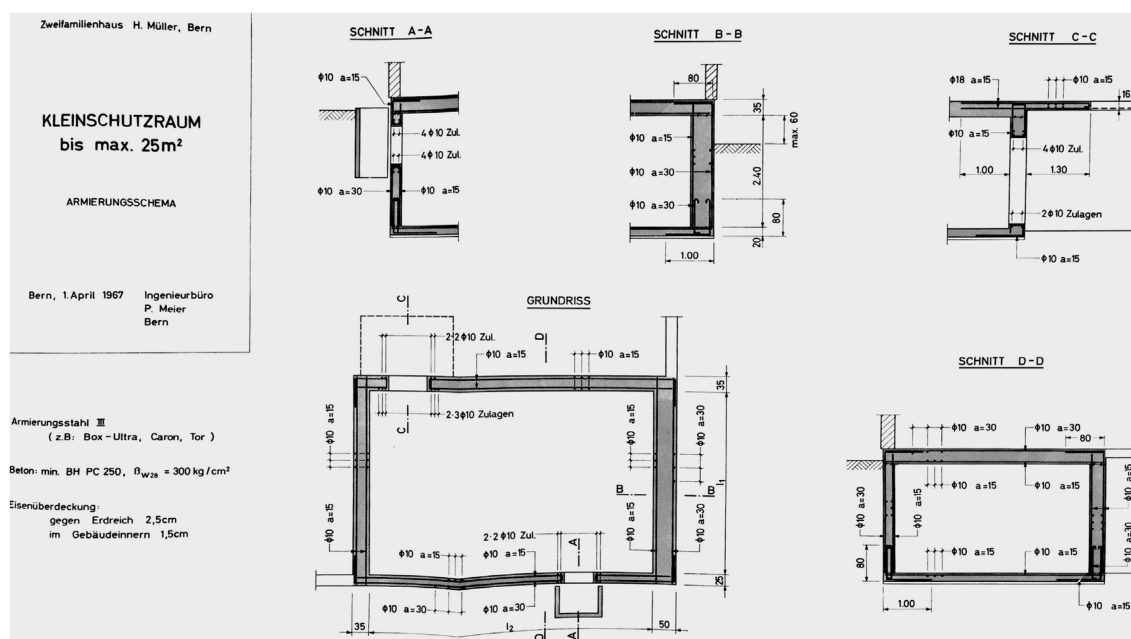 Zweifamilienhaus H. Müller, Bern
KLEINSCHUTZRAUM
bis max. 25m²
ARMIERUNGSSCHEMA
Bern, 1. April 1967 Ingenieurbüro
P. Meier
Bern
Armierungsstahl III
(z.B: Box-Ultra, Caron, Tor)
Beton: min. BH PC 250, βW28 = 300 kg/cm²
Eisenüberdeckung:
gegen Erdreich 2,5cm
im Gebäudeinnern 1,5cm
SCHNITT A-A
ϕ10 a=15
4ϕ10 Zul.
4ϕ10 Zul.
ϕ10 a=30
ϕ10 a=15
SCHNITT B-B
80
35
max. 60
ϕ10 a=15
ϕ10 a=30
2.40
ϕ10 a=30
80
20
1.00
SCHNITT C-C
ϕ18 a=15
ϕ10 a=15
16
ϕ10 a=15
4ϕ10 Zul.
1.00
1.30
2ϕ10 Zulagen
ϕ10 a=15
GRUNDRISS
C
D
2·2ϕ10 Zul.
ϕ10 a=15
ϕ10 a=15
35
2·3ϕ10 Zulagen
C
ϕ10 a=15
ϕ10 a=15
ϕ10 a=30
l1
B
B
ϕ10 a=15
ϕ10 a=15
ϕ10 a=30
2·2ϕ10 Zul.
A
ϕ10 a=15
ϕ10 a=15
ϕ10 a=30
ϕ10 a=30
25
35
l2
D
A
50
SCHNITT D-D
ϕ10 a=30
ϕ10 a=30
80
ϕ10 a=15
ϕ10 a=15
ϕ10 a=30
ϕ10 a=15
ϕ10 a=15
ϕ10 a=15
ϕ10 a=15
ϕ10 a=30
80
1.00
ϕ10 a=15